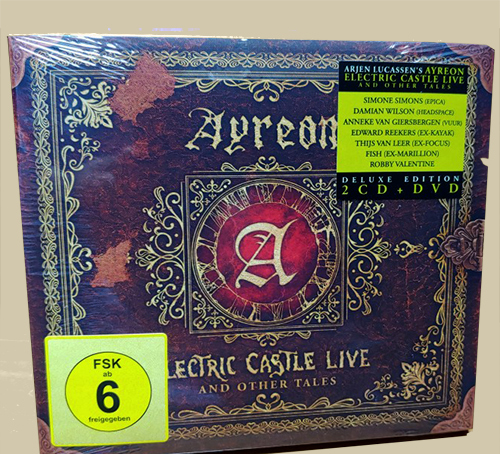 ARJEN LUCASSEN'S AYREON
ELECTRIC CASTLE LIVE
AND OTHER TALES
SIMONE SIMONS (EPICA)
DAMIAN WILSON (HEADSPACE)
ANNEKE VAN GIERSBERGEN (VUUR)
EDWARD REEKERS (EX-KAYAK)
THIJS VAN LEER (EX-FOCUS)
FISH (EX-MARILLION)
ROBBY VALENTINE
DELUXE EDITION
2 CD + DVD
Ayreon
A
LECTRIC CASTLE LIVE
AND OTHER TALES
FSK
ab
6
freigegeben